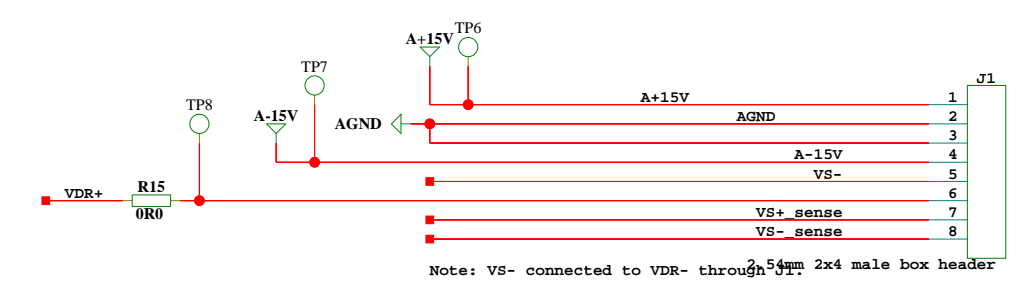 TP6
A+15V
J1
TP7
A+15V
1
TP8
A-15V
AGND
AGND
2
3
A-15V
4
VS-
5
R15
VDR+
6
0R0
VS+_sense
7
VS-_sense
8
2.54mm 2x4 male box header
Note: VS- connected to VDR- through J1.